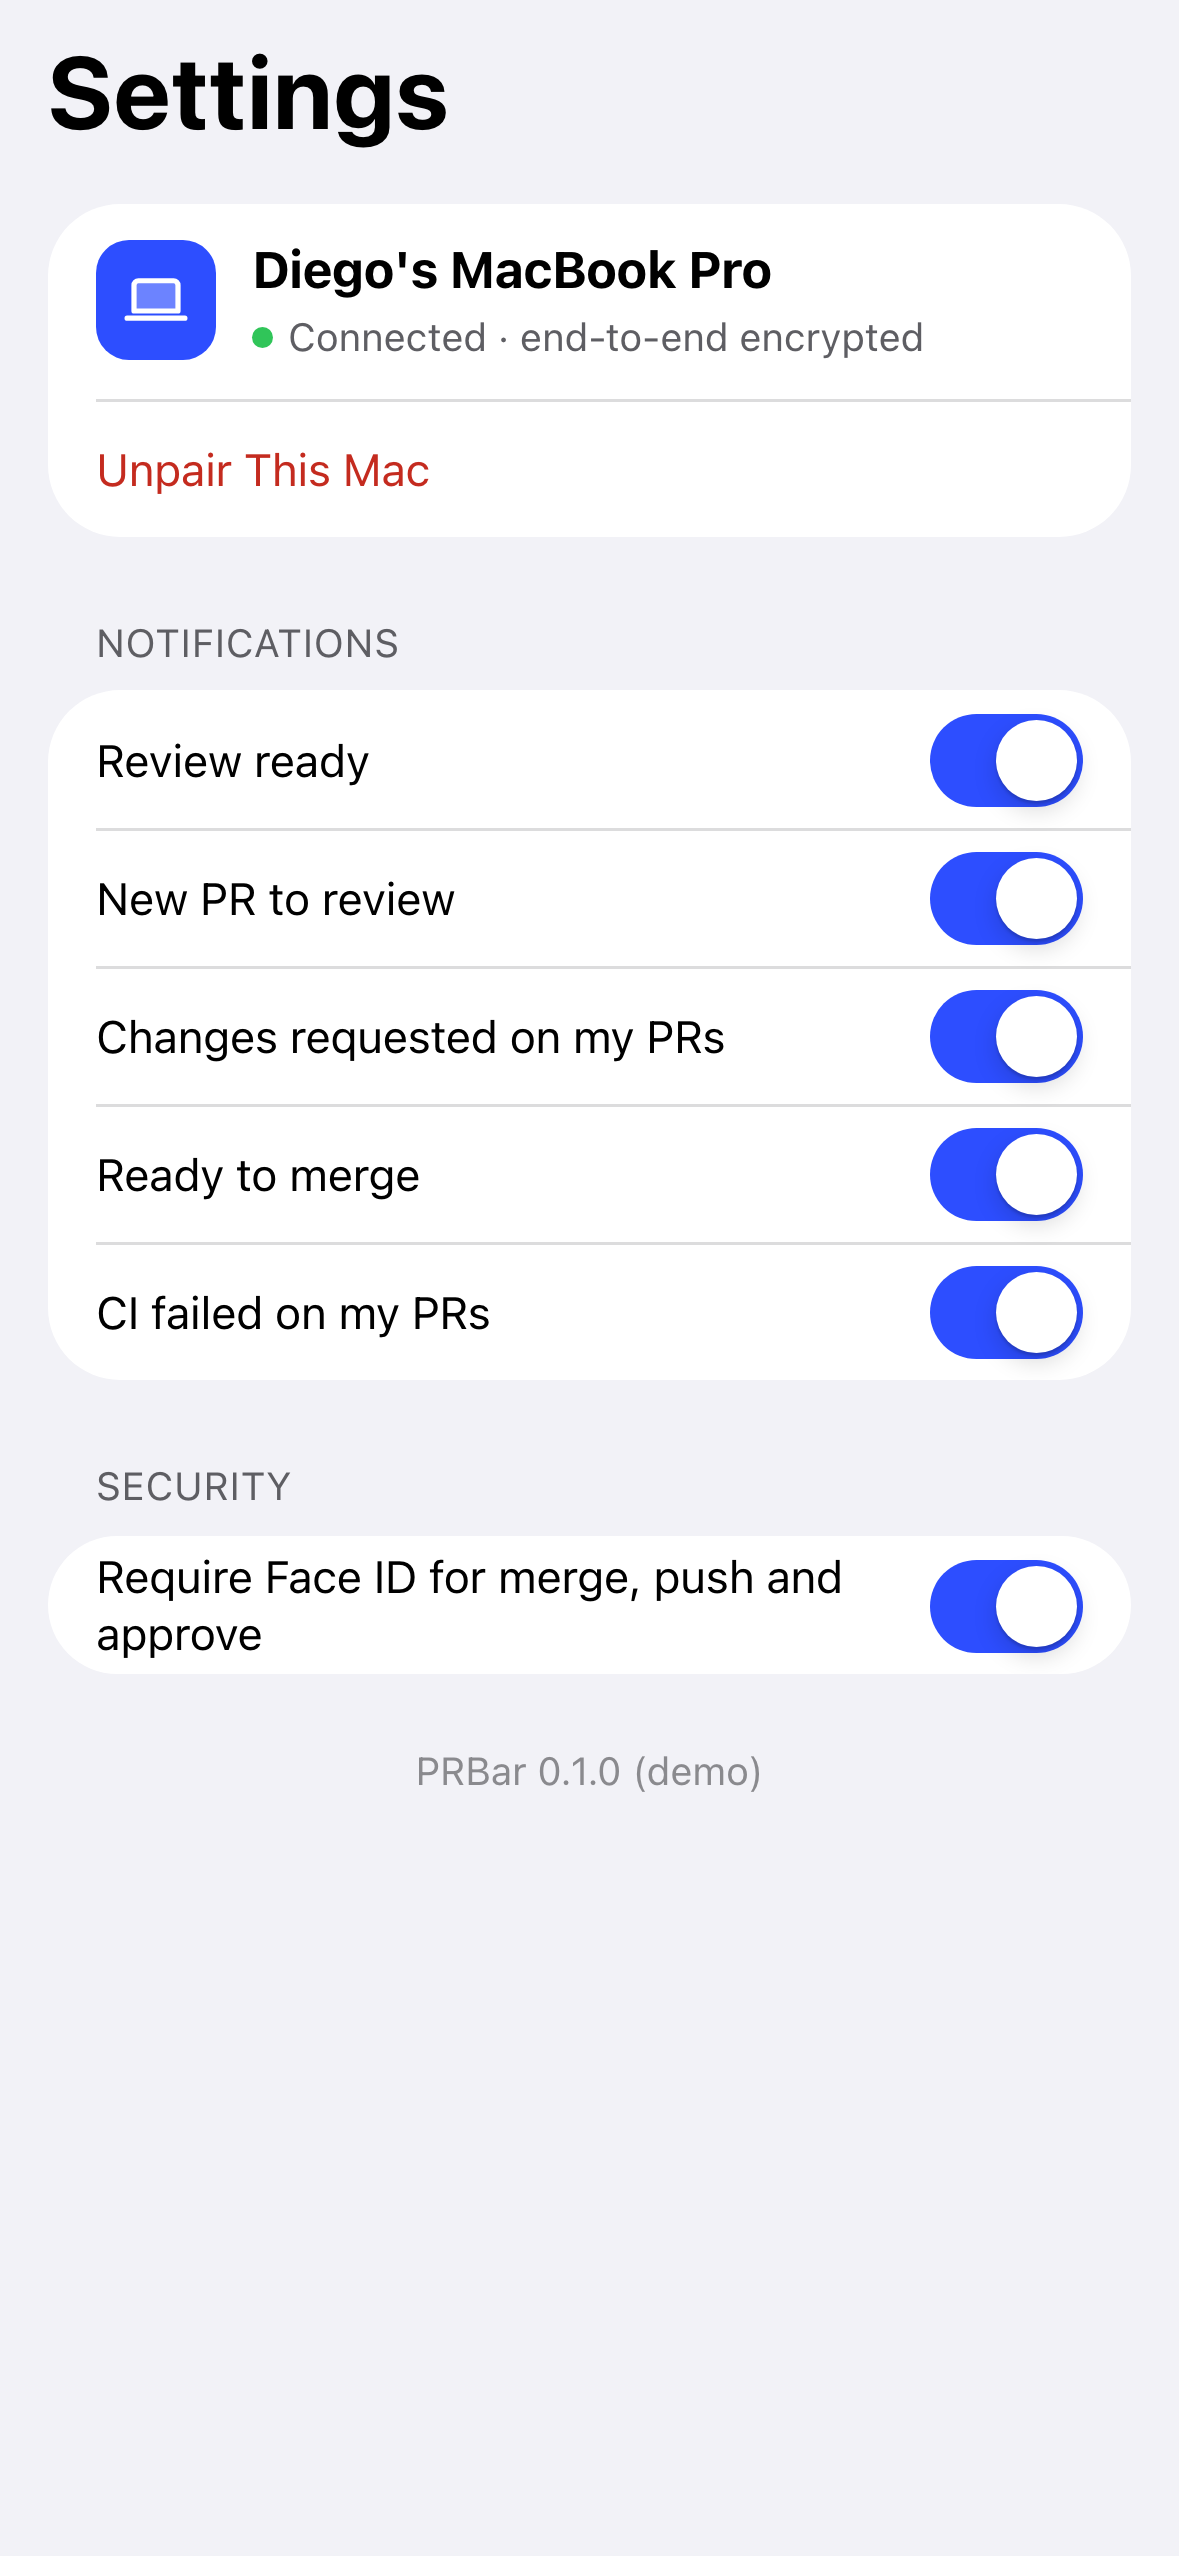 Settings
Diego's MacBook Pro
Connected · end-to-end encrypted
Unpair This Mac
NOTIFICATIONS
Review ready
New PR to review
Changes requested on my PRs
Ready to merge
CI failed on my PRs
SECURITY
Require Face ID for merge, push and
approve
PRBar 0.1.0 (demo)